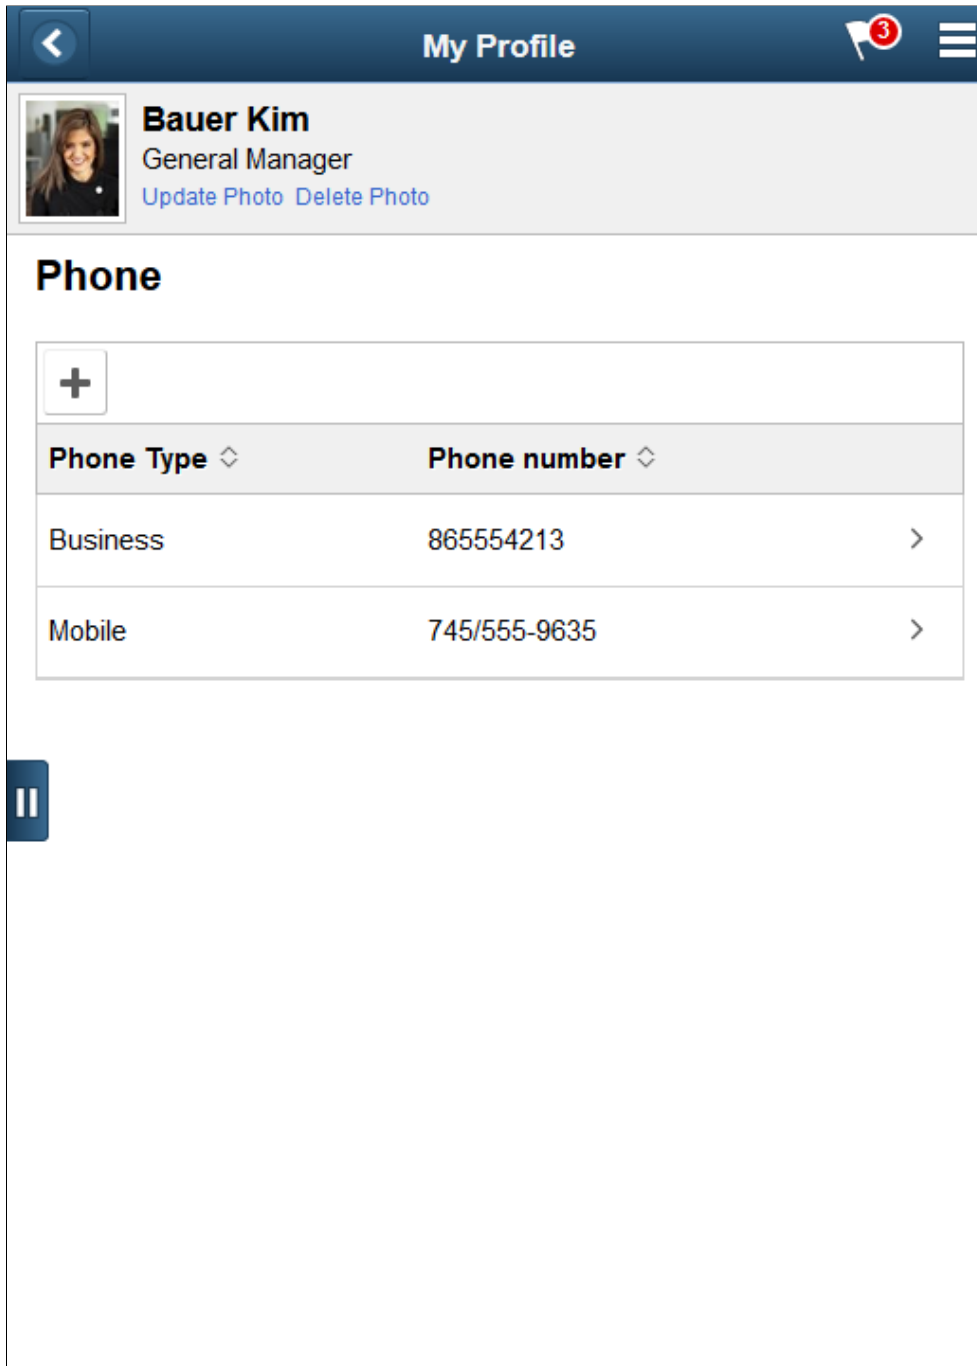 My Profile
3
Bauer Kim
General Manager
Update Photo Delete Photo
Phone
Phone Type Phone number
Business 865554213
Mobile 745/555-9635